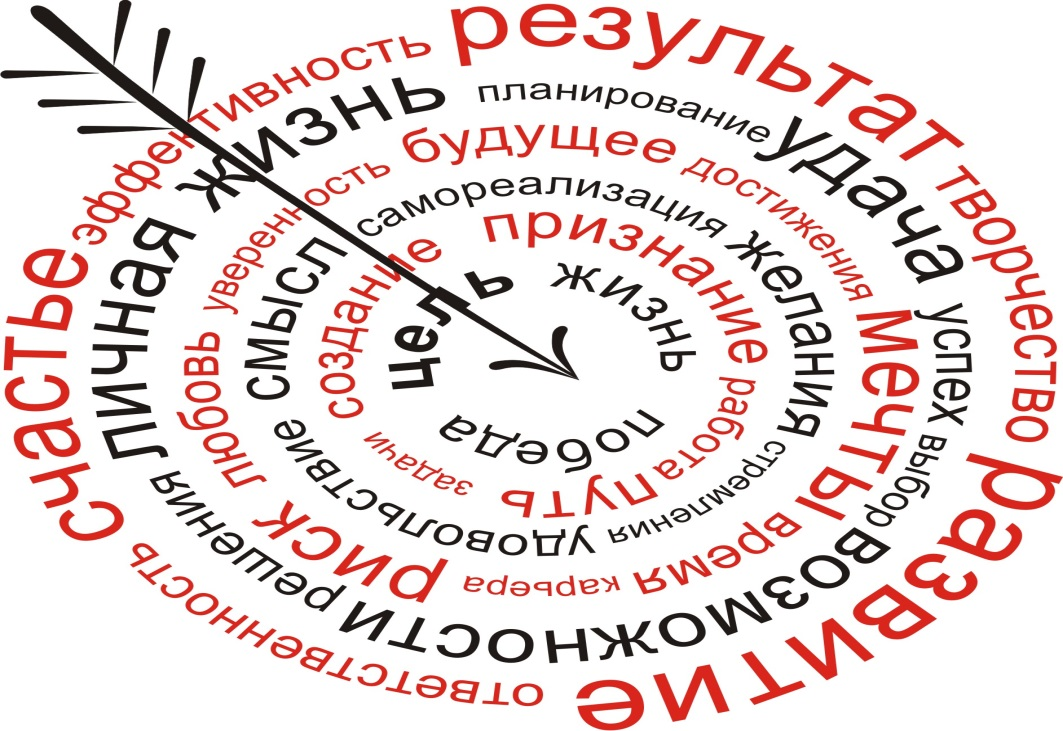 результат творчество развитие ответственность счастье эффективность
планирование удача успех выбор возможности решения личная жизнь
будущее достижения мечты время карьера риск любовь уверенность
самореализация желания стремления удовольствие смысл
признание работа путь задачи создание
цель жизнь победа